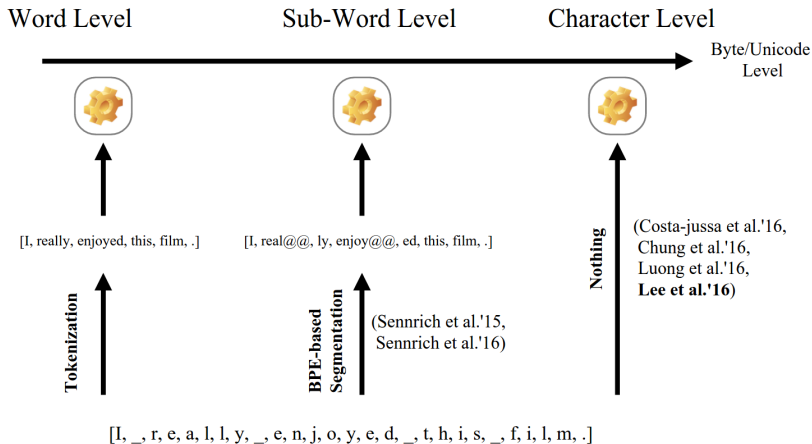 Word Level
Sub-Word Level
Character Level
Byte/Unicode
Level
[I, really, enjoyed, this, film, .]
[I, real@@, ly, enjoy@@, ed, this, film, .]
Tokenization
BPE-based
Segmentation
(Sennrich et al.'15,
Sennrich et al.'16)
Nothing
(Costa-jussa et al.'16,
Chung et al.'16,
Luong et al.'16,
Lee et al.'16)
[I, _, r, e, a, l, l, y, _, e, n, j, o, y, e, d, _, t, h, i, s, _, f, i, l, m, .]